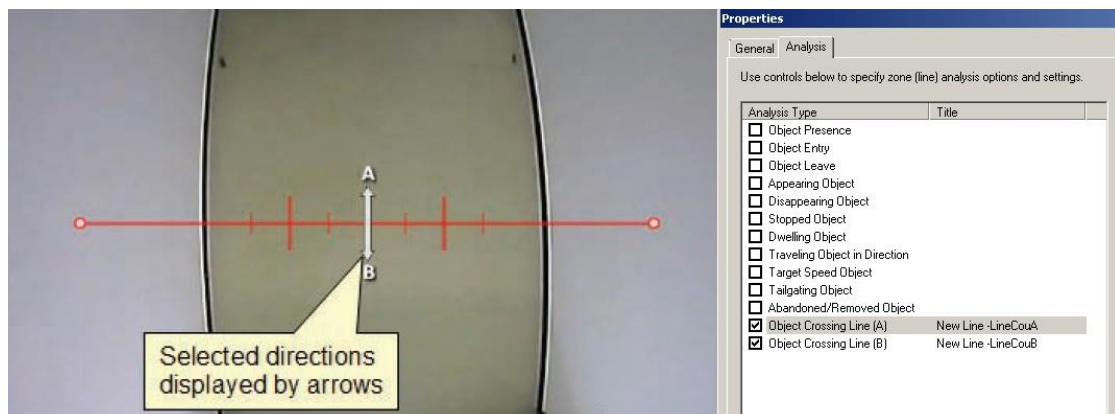 A
B
Selected directions
displayed by arrows
Properties
General
Analysis
Use controls below to specify zone (line) analysis options and settings.
Analysis Type Title
Object Presence
Object Entry
Object Leave
Appearing Object
Disappearing Object
Stopped Object
Dwelling Object
Traveling Object in Direction
Target Speed Object
Tailgating Object
Abandoned/Removed Object
Object Crossing Line (A) New Line -LineCouA
Object Crossing Line (B) New Line -LineCouB